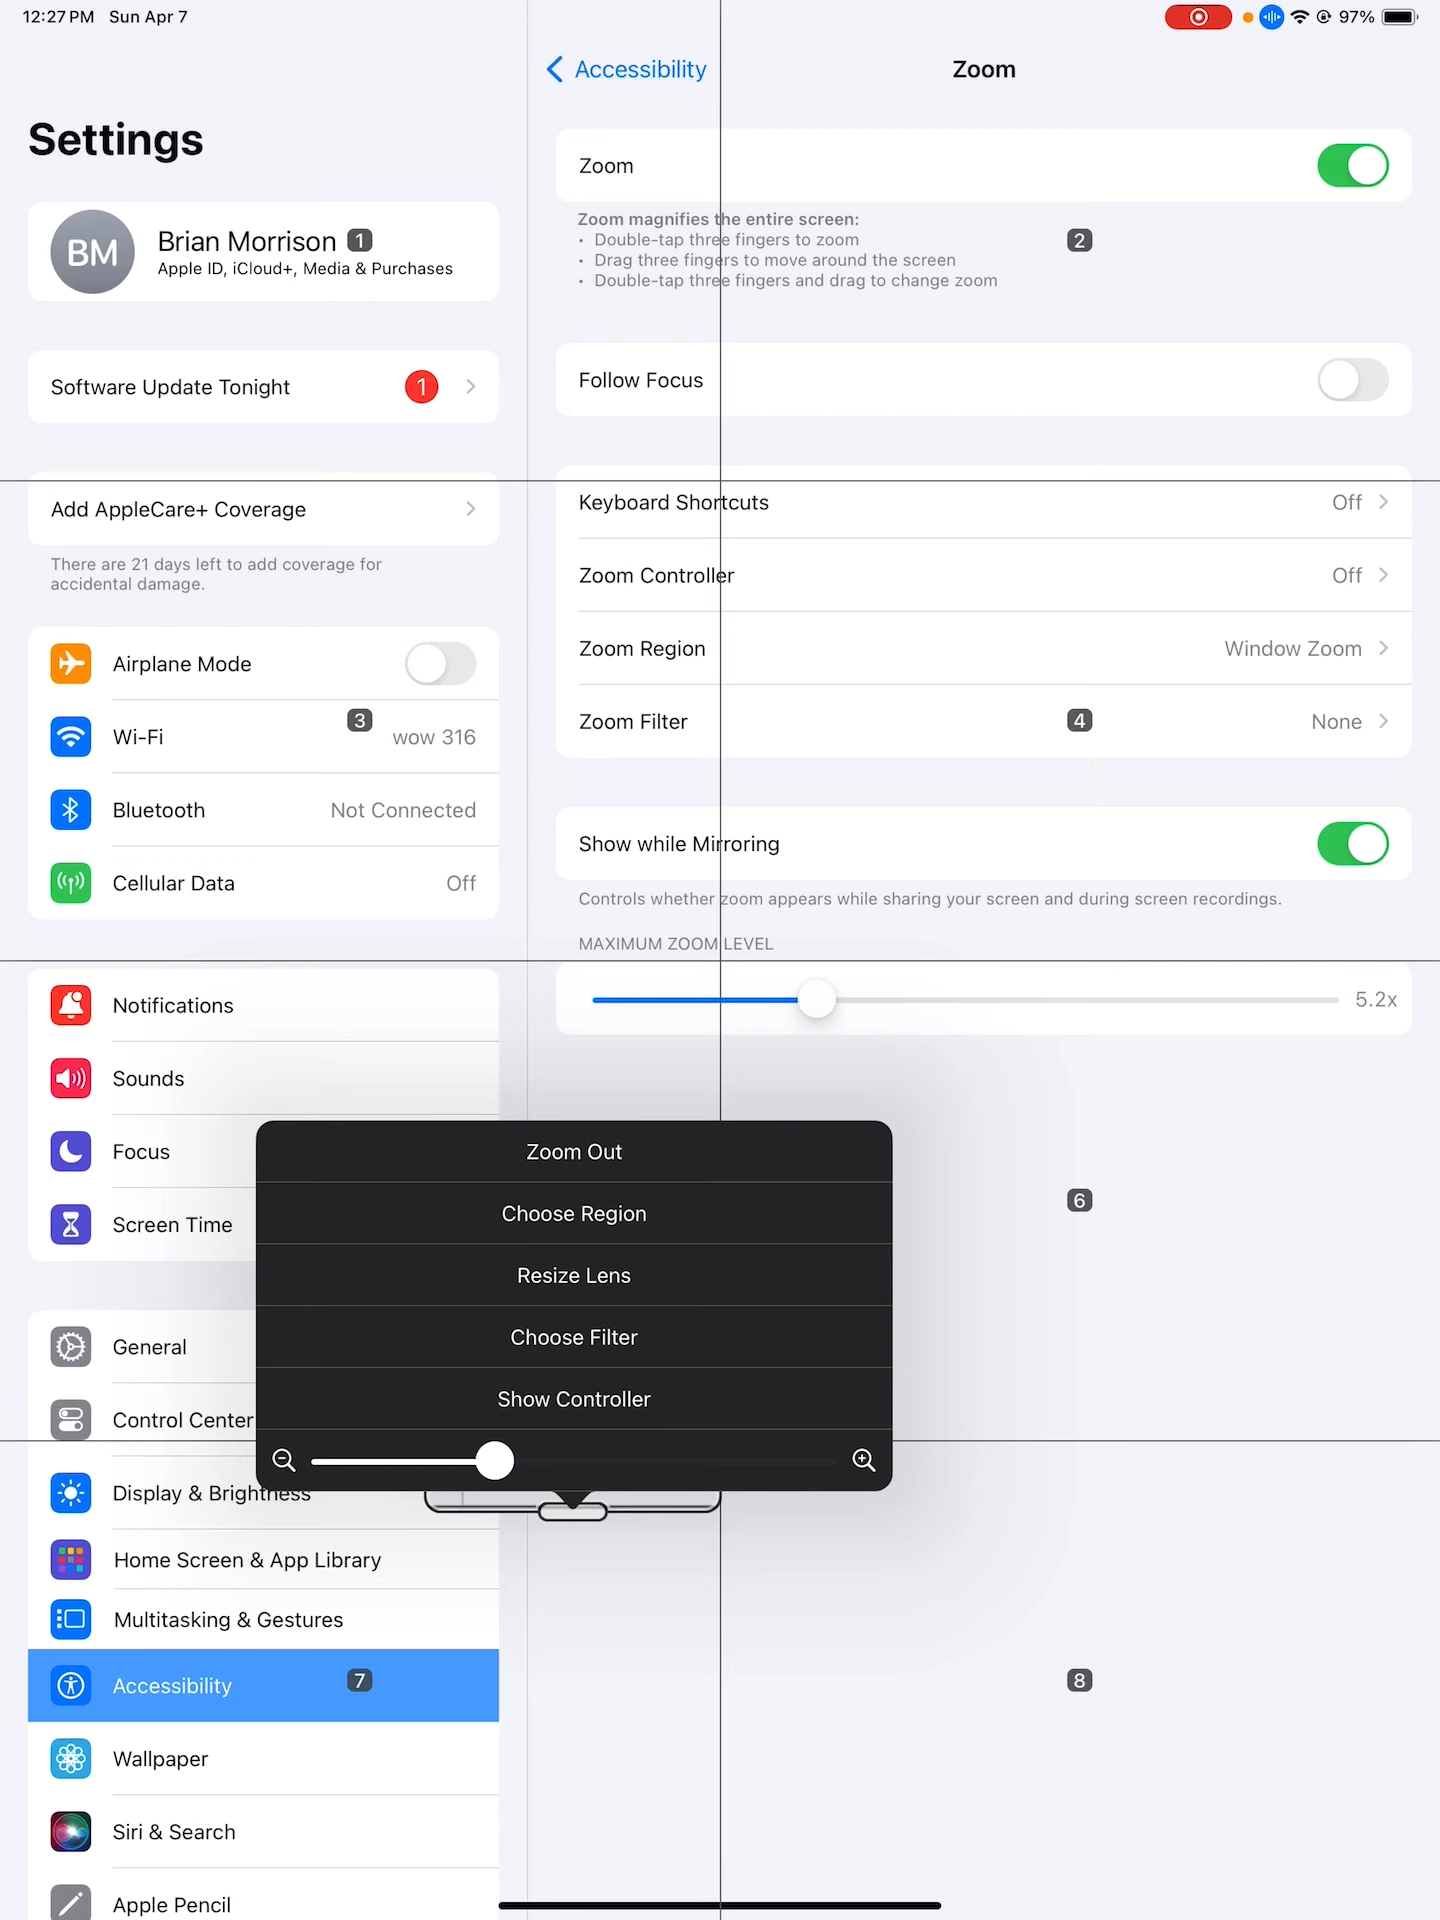 12:27 PM Sun Apr 7
97%
Settings
BM
Brian Morrison 1
Apple ID, iCloud+, Media & Purchases
Software Update Tonight 1
Add AppleCare+ Coverage
There are 21 days left to add coverage for
accidental damage.
Airplane Mode
3
Wi-Fi wow 316
Bluetooth Not Connected
Cellular Data Off
Notifications
Sounds
Focus
Screen Time
General
Control Center
Display & Brightness
Home Screen & App Library
Multitasking & Gestures
Accessibility 7
Wallpaper
Siri & Search
Apple Pencil
Accessibility
Zoom
Zoom
Zoom magnifies the entire screen:
• Double-tap three fingers to zoom
2
• Drag three fingers to move around the screen
• Double-tap three fingers and drag to change zoom
Follow Focus
Keyboard Shortcuts Off
Zoom Controller Off
Zoom Region Window Zoom
Zoom Filter 4 None
Show while Mirroring
Controls whether zoom appears while sharing your screen and during screen recordings.
MAXIMUM ZOOM LEVEL
5.2x
Zoom Out
Choose Region
Resize Lens
Choose Filter
Show Controller
6
8